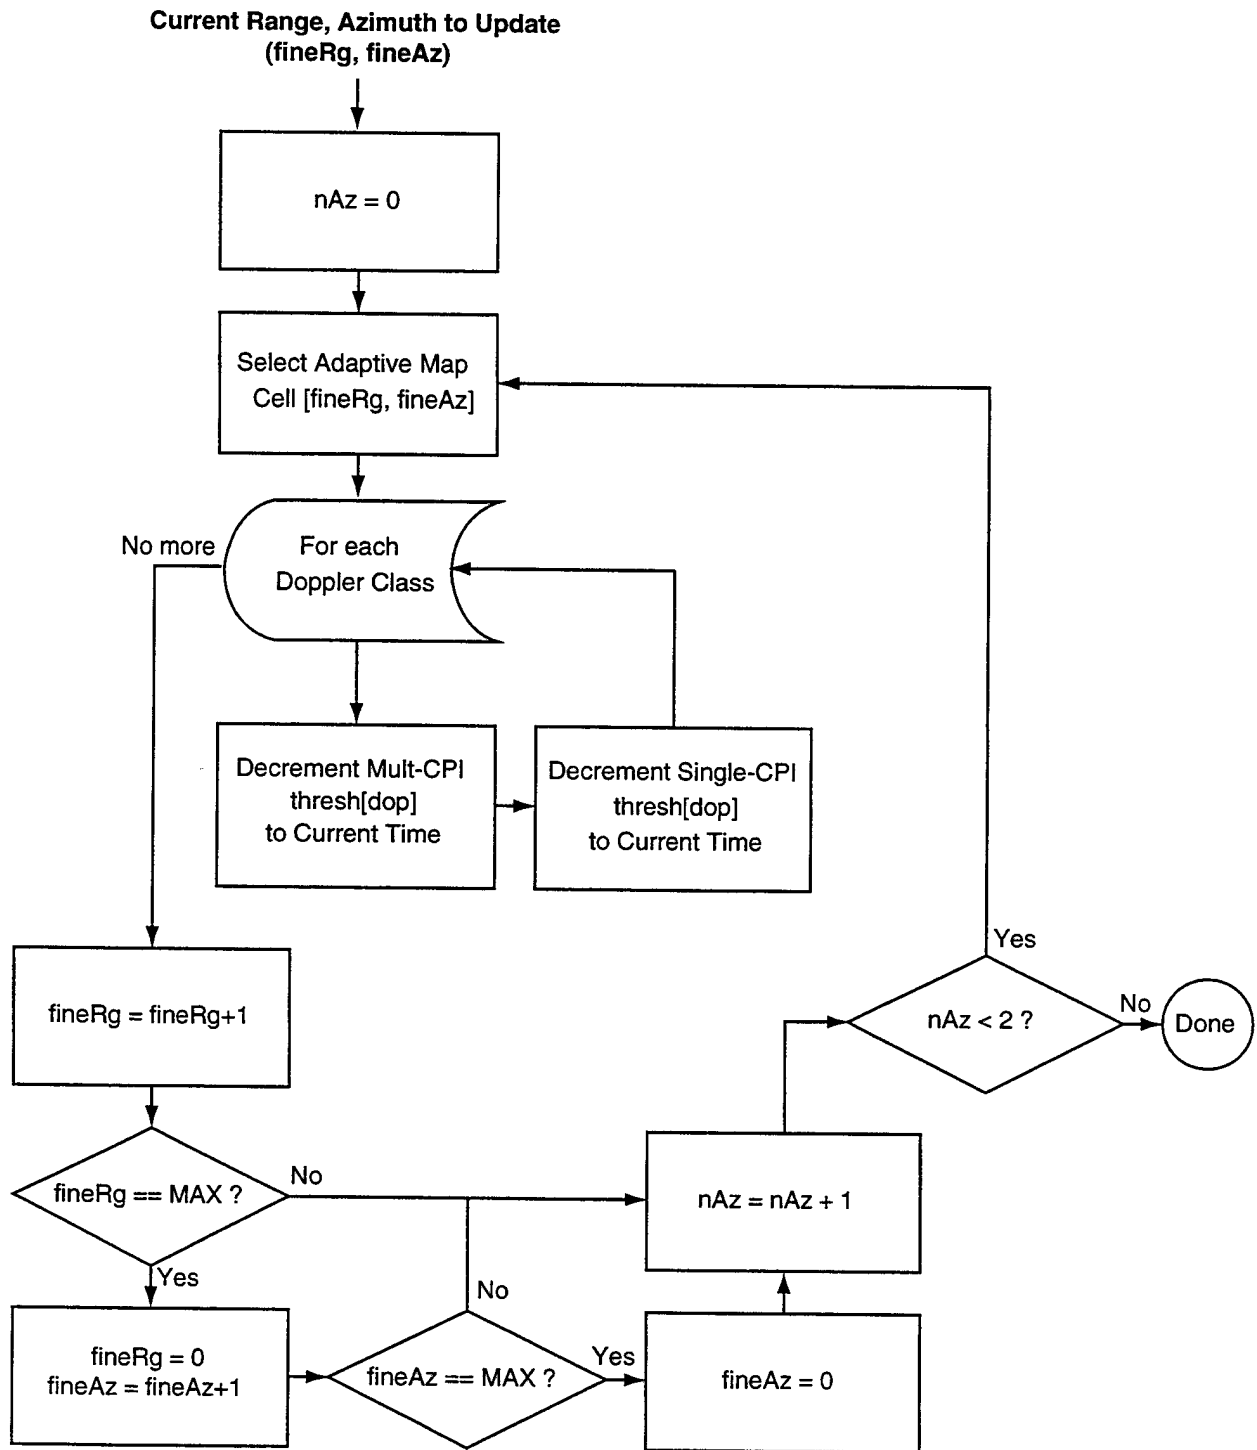 Current Range, Azimuth to Update
(fineRg, fineAz)
nAz = 0
Select Adaptive Map
Cell [fineRg, fineAz]
No more
For each
Doppler Class
Decrement Mult-CPI
thresh[dop]
to Current Time
Decrement Single-CPI
thresh[dop]
to Current Time
Yes
fineRg = fineRg+1
nAz < 2 ?
No
Done
fineRg == MAX ?
No
nAz = nAz + 1
Yes
No
fineRg = 0
fineAz = fineAz+1
fineAz == MAX ?
Yes
fineAz = 0